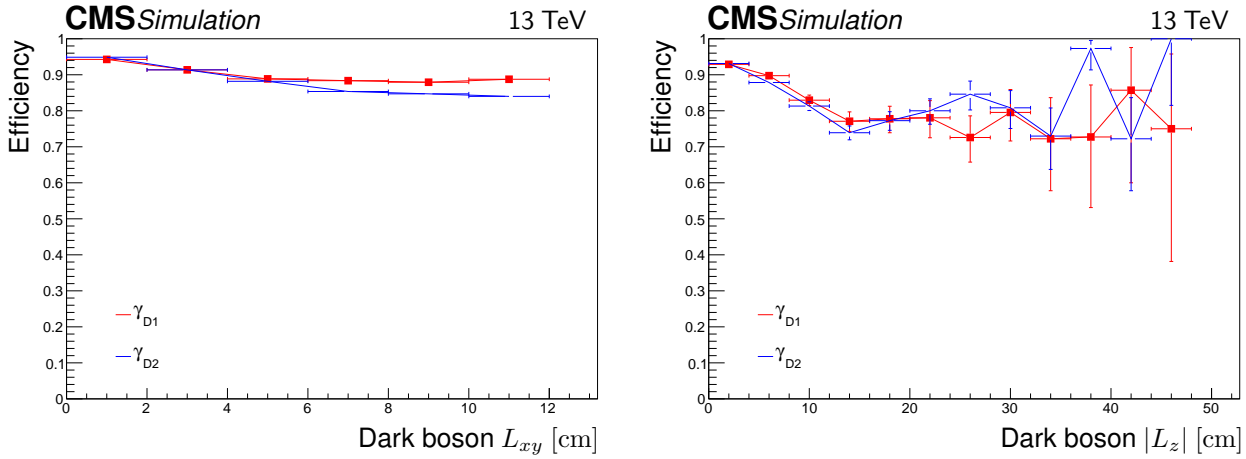 CMS Simulation 13 TeV
Efficiency
1
0.9
0.8
0.7
0.6
0.5
0.4
0.3
0.2
0.1
0
γD1
γD2
0 2 4 6 8 10 12
Dark boson Lxy [cm]
CMS Simulation 13 TeV
Efficiency
1
0.9
0.8
0.7
0.6
0.5
0.4
0.3
0.2
0.1
0
γD1
γD2
0 10 20 30 40 50
Dark boson |Lz| [cm]